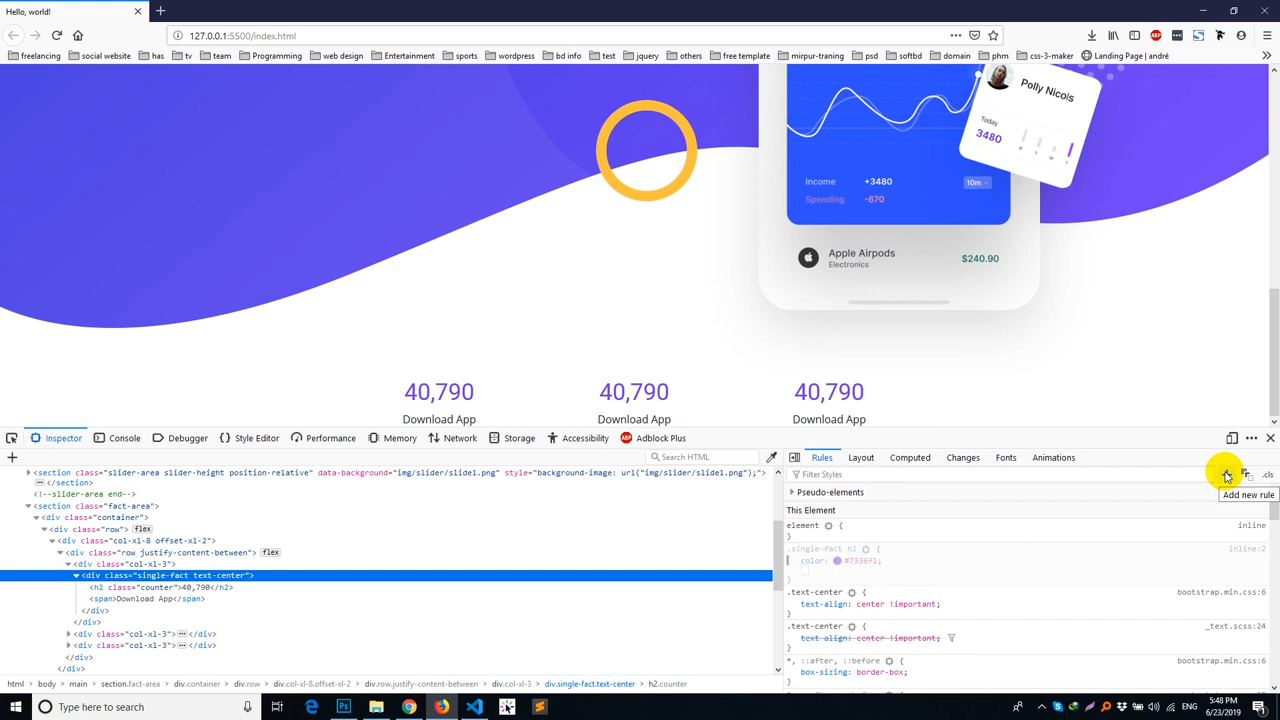 Hello, world!
127.0.0.1:5500/index.html
freelancing social website has tv team Programming web design Entertainment sports wordpress bd info test jquery others free template mirpur-traning psd softbd domain phm css-3-maker Landing Page | andré
Polly Nicols
Today
3480
Income +3480 10m
Spending -670
Apple Airpods $240.90
Electronics
40,790 40,790 40,790
Download App Download App Download App
Inspector Console Debugger Style Editor Performance Memory Network Storage Accessibility Adblock Plus
Search HTML Rules Layout Computed Changes Fonts Animations
<section class="slider-area slider-height position-relative" data-background="img/slider/slide1.png" style="background-image: url("img/slider/slide1.png");">
</section>
<!--slider-area end-->
<section class="fact-area">
<div class="container">
<div class="row"> flex
<div class="col-xl-8 offset-xl-2">
<div class="row justify-content-between"> flex
<div class="col-xl-3">
<div class="single-fact text-center">
<h2 class="counter">40,790</h2>
<span>Download App</span>
</div>
</div>
<div class="col-xl-3"> </div>
<div class="col-xl-3"> </div>
</div>
</div>
Filter Styles .cls
Add new rule
Pseudo-elements
This Element
element { inline
}
.single-fact h2 { inline:2
color: #7336f1;
}
.text-center { bootstrap.min.css:6
text-align: center !important;
}
.text-center { _text.scss:24
text-align: center !important;
}
*, ::after, ::before { bootstrap.min.css:6
box-sizing: border-box;
}
html body main section.fact-area div.container div.row div.col-xl-8.offset-xl-2 div.row.justify-content-between div.col-xl-3 div.single-fact.text-center h2.counter
Type here to search
ENG
5:48 PM
6/23/2019